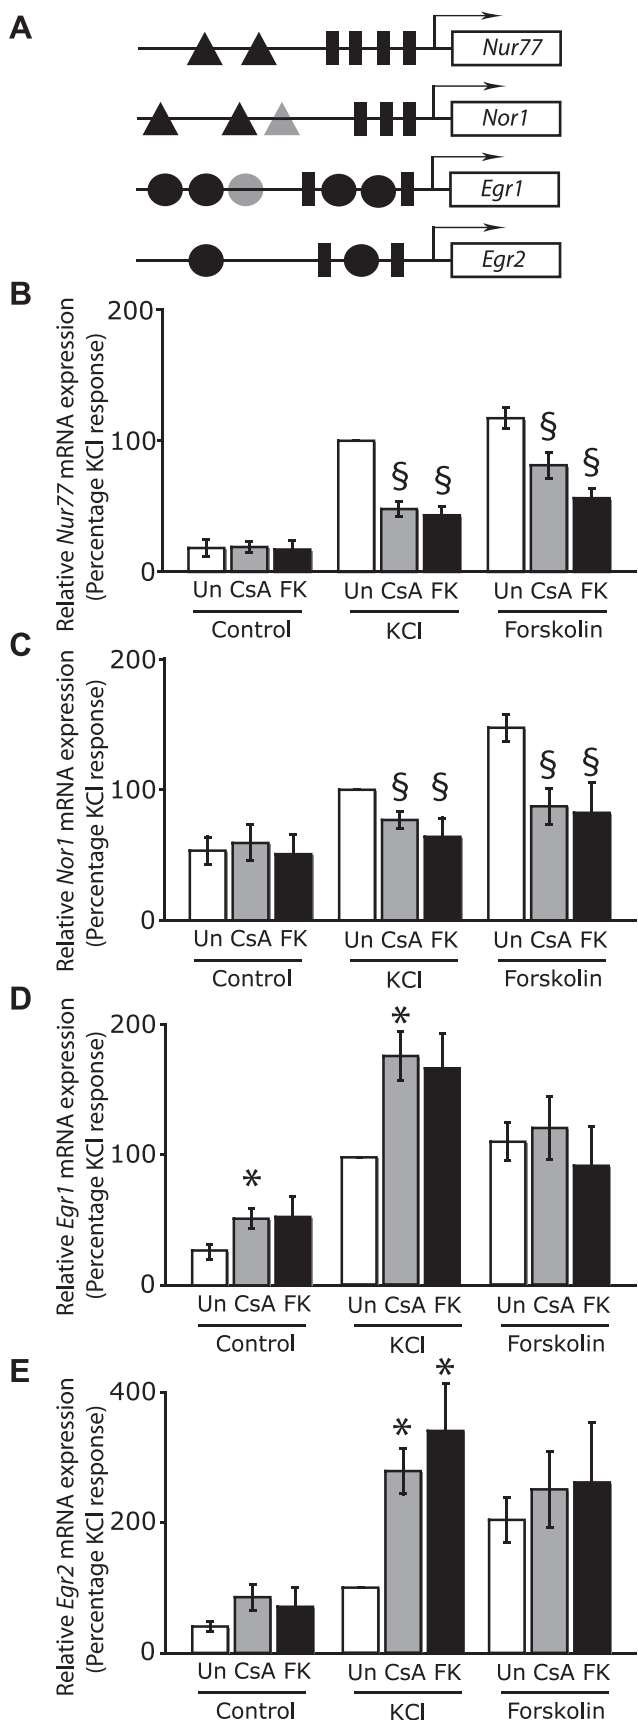 A
Nur77
Nor1
Egr1
Egr2
B
Relative Nur77 mRNA expression
(Percentage KCl response)
200
100
0
§ § § §
Un CsA FK Un CsA FK Un CsA FK
Control KCl Forskolin
C
Relative Nor1 mRNA expression
(Percentage KCl response)
200
100
0
§ § § §
Un CsA FK Un CsA FK Un CsA FK
Control KCl Forskolin
D
Relative Egr1 mRNA expression
(Percentage KCl response)
200
100
0
* *
Un CsA FK Un CsA FK Un CsA FK
Control KCl Forskolin
E
Relative Egr2 mRNA expression
(Percentage KCl response)
400
200
0
* *
Un CsA FK Un CsA FK Un CsA FK
Control KCl Forskolin